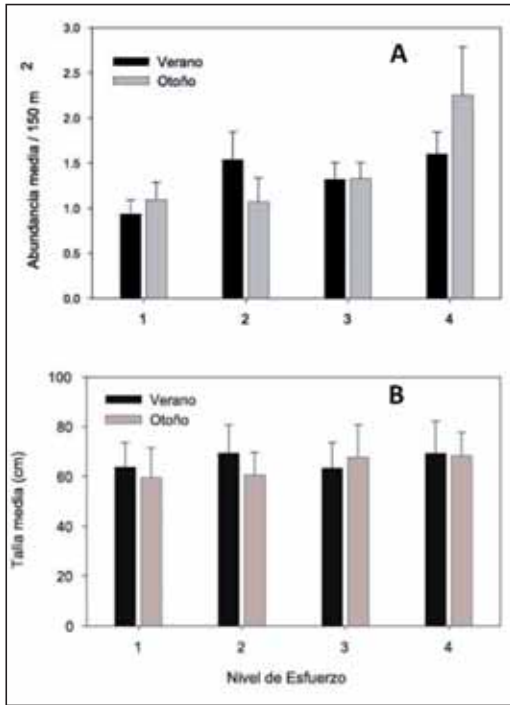 A
Verano
Otoño
Abundancia media / 150 m 2
3.0
2.5
2.0
1.5
1.0
0.5
0.0
1 2 3 4
B
Verano
Otoño
Talla media (cm)
100
80
60
40
20
0
1 2 3 4
Nivel de Esfuerzo